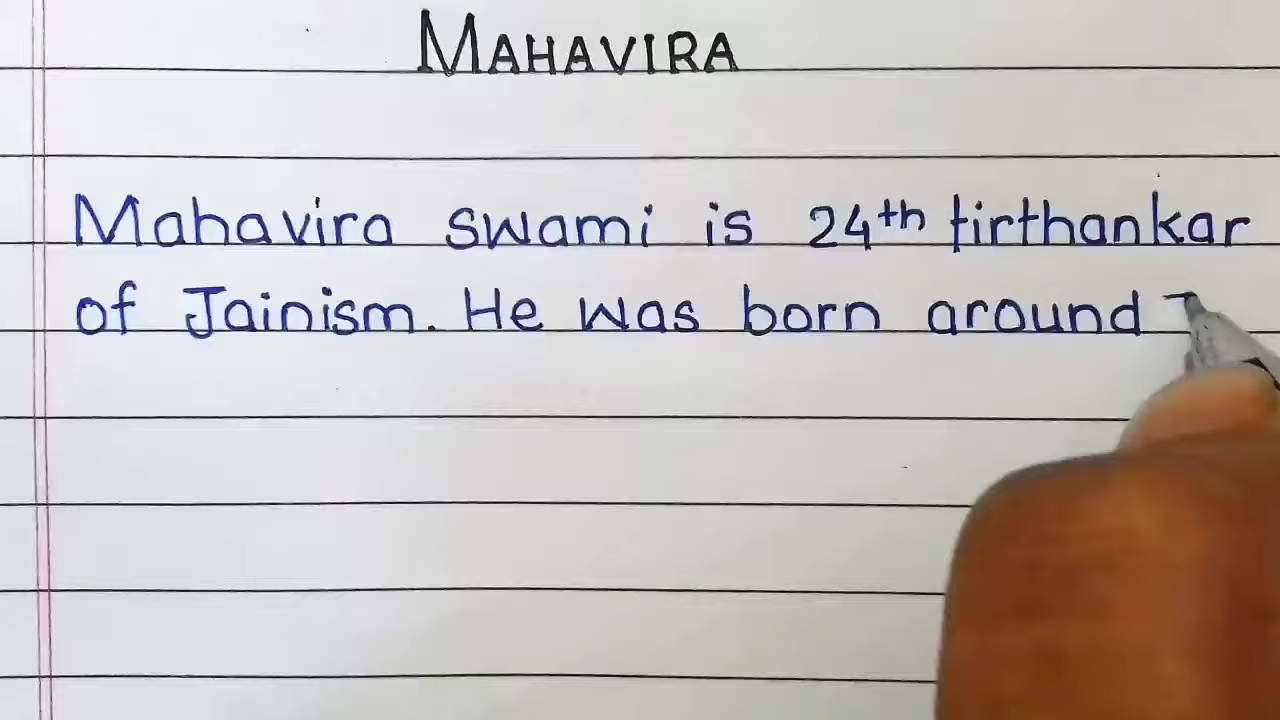 MAHAVIRA
Mahavira swami is 24th tirthankar
of Jainism. He was born around